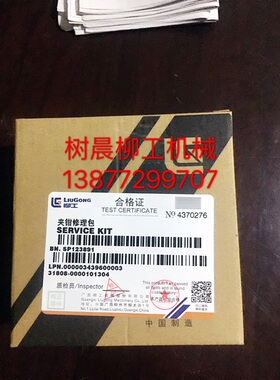 树晨柳工机械
13877299707
LIUGONG
柳工
合格证
TEST CERTIFICATE
Nº 4370276
夹钳修理包
SERVICE KIT
BN. SP123891
LPN.000003439600003
31808-0000101304
质检员/Inspector
中国制造